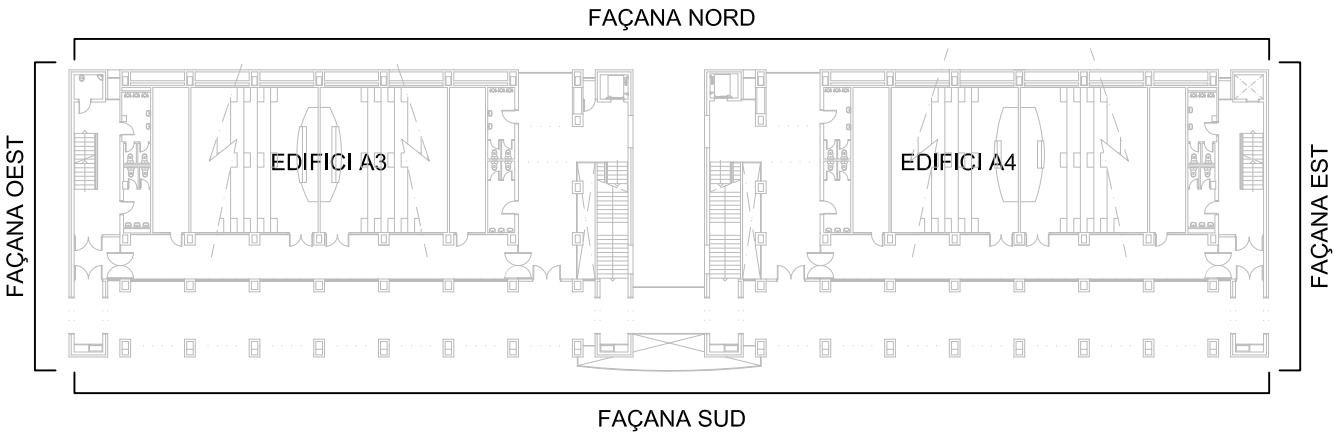 FAÇANA NORD
FAÇANA OEST
EDIFICI A3
EDIFICI A4
FAÇANA EST
FAÇANA SUD